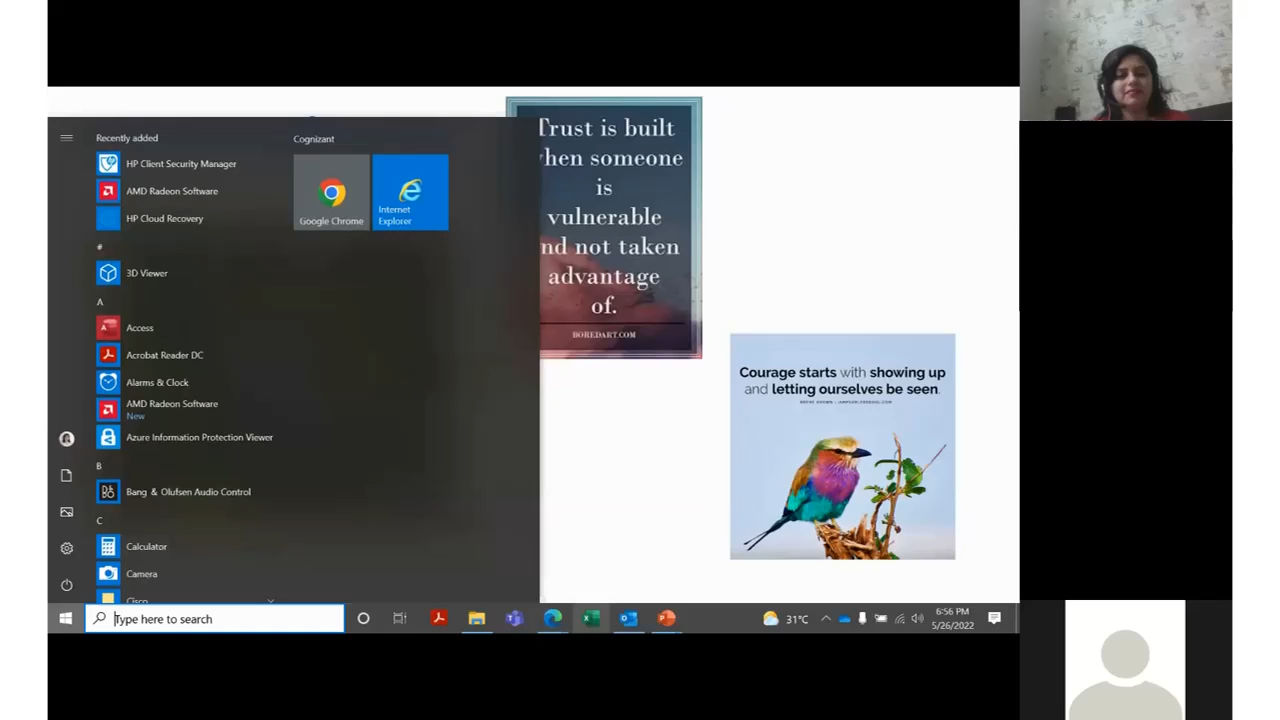 Recently added
HP Client Security Manager
AMD Radeon Software
HP Cloud Recovery
#
3D Viewer
A
Access
Acrobat Reader DC
Alarms & Clock
AMD Radeon Software
New
Azure Information Protection Viewer
B
Bang & Olufsen Audio Control
C
Calculator
Camera
Cisco
Cognizant
Google Chrome
Internet
Explorer
Trust is built
when someone
is
vulnerable
nd not taken
advantage
of.
BOREDART.COM
Courage starts with showing up
and letting ourselves be seen.
Type here to search
31°C
6:56 PM
5/26/2022